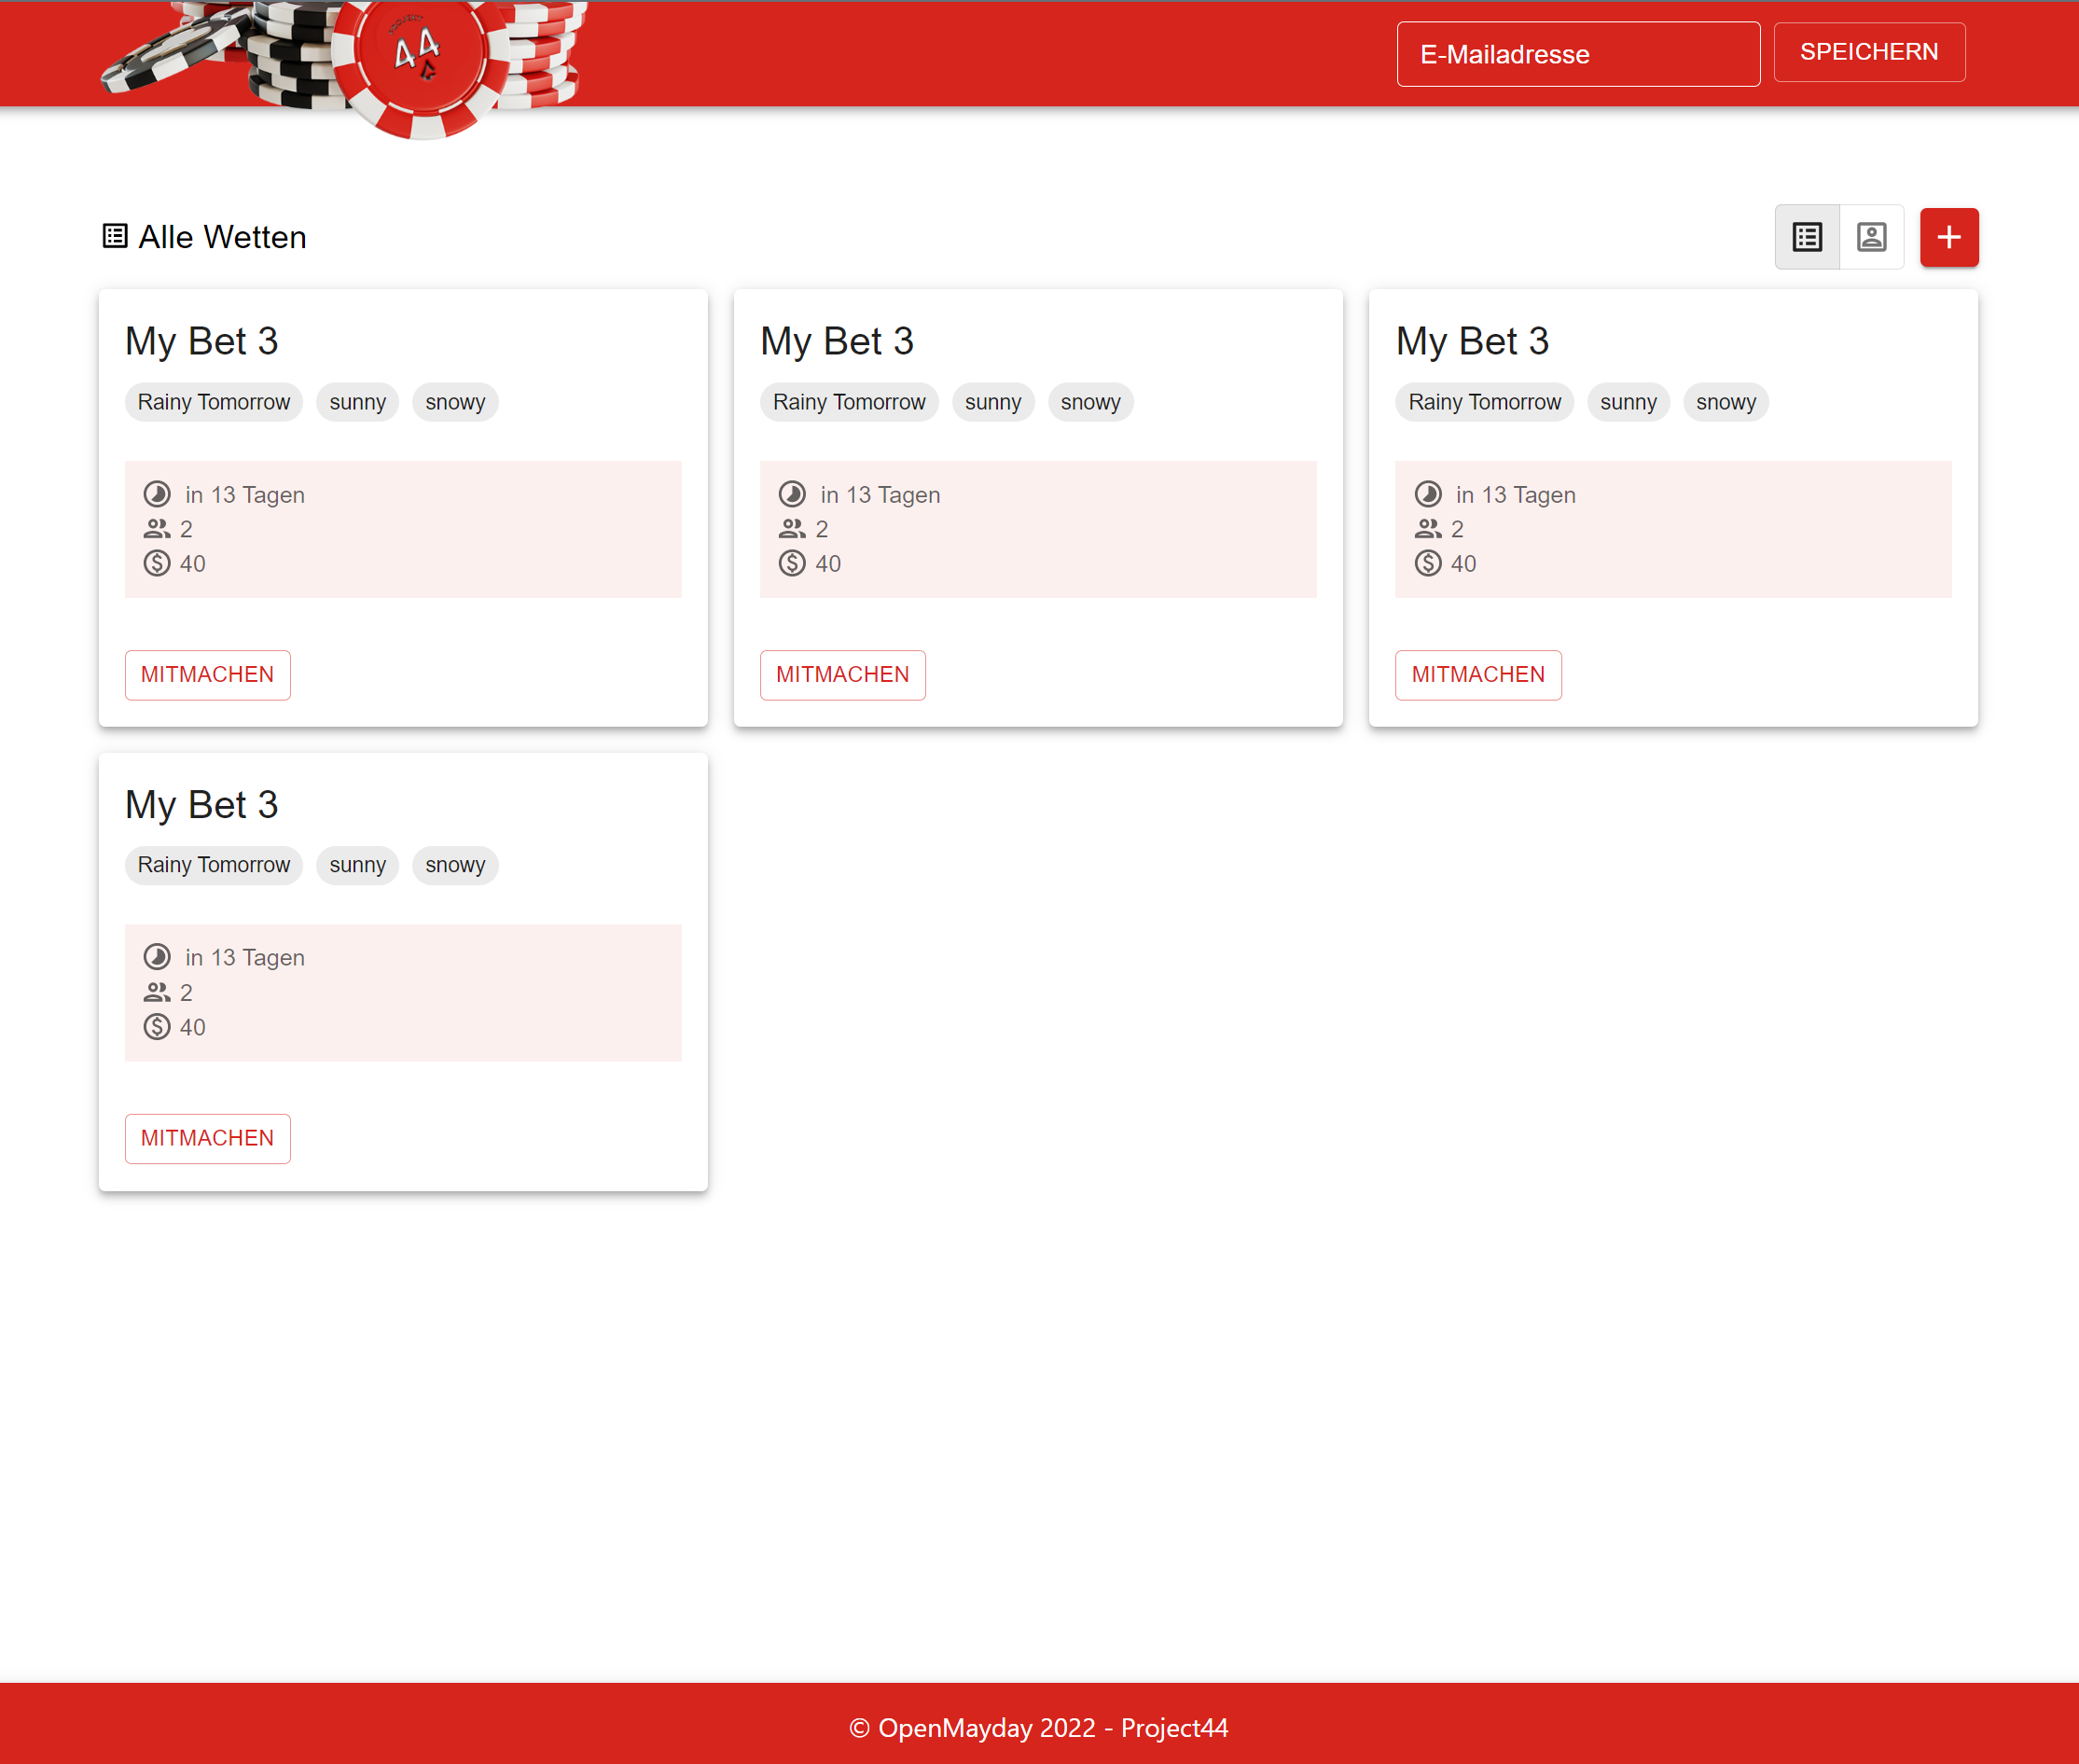 44
E-Mailadresse
SPEICHERN
Alle Wetten
My Bet 3
Rainy Tomorrow sunny snowy
in 13 Tagen
2
40
MITMACHEN
My Bet 3
Rainy Tomorrow sunny snowy
in 13 Tagen
2
40
MITMACHEN
My Bet 3
Rainy Tomorrow sunny snowy
in 13 Tagen
2
40
MITMACHEN
My Bet 3
Rainy Tomorrow sunny snowy
in 13 Tagen
2
40
MITMACHEN
© OpenMayday 2022 - Project44